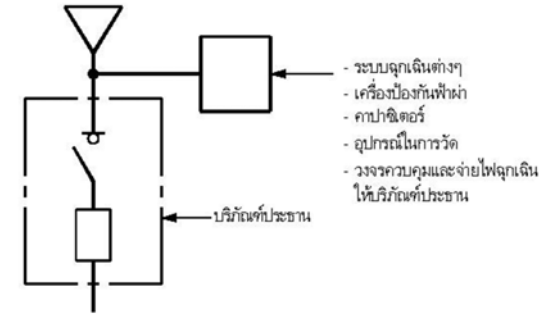 - ระบบฉุกเฉินต่างๆ
- เครื่องป้องกันฟ้าผ่า
- คาปาซิเตอร์
- อุปกรณ์ในการวัด
- วงจรควบคุมและจ่ายไฟฉุกเฉิน
ให้บริภัณฑ์ประธาน
บริภัณฑ์ประธาน